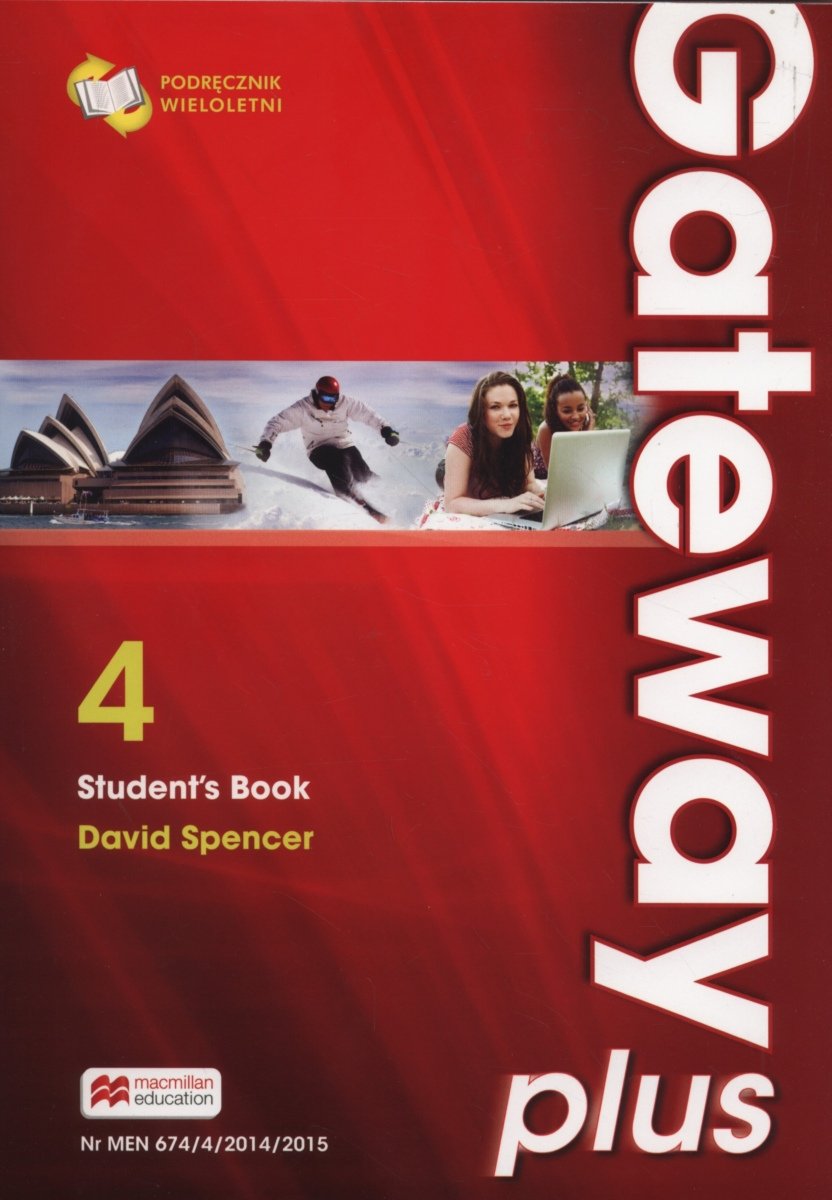 PODRĘCZNIK
WIELOLETNI
Gateway
plus
4
Student's Book
David Spencer
macmillan
education
Nr MEN 674/4/2014/2015